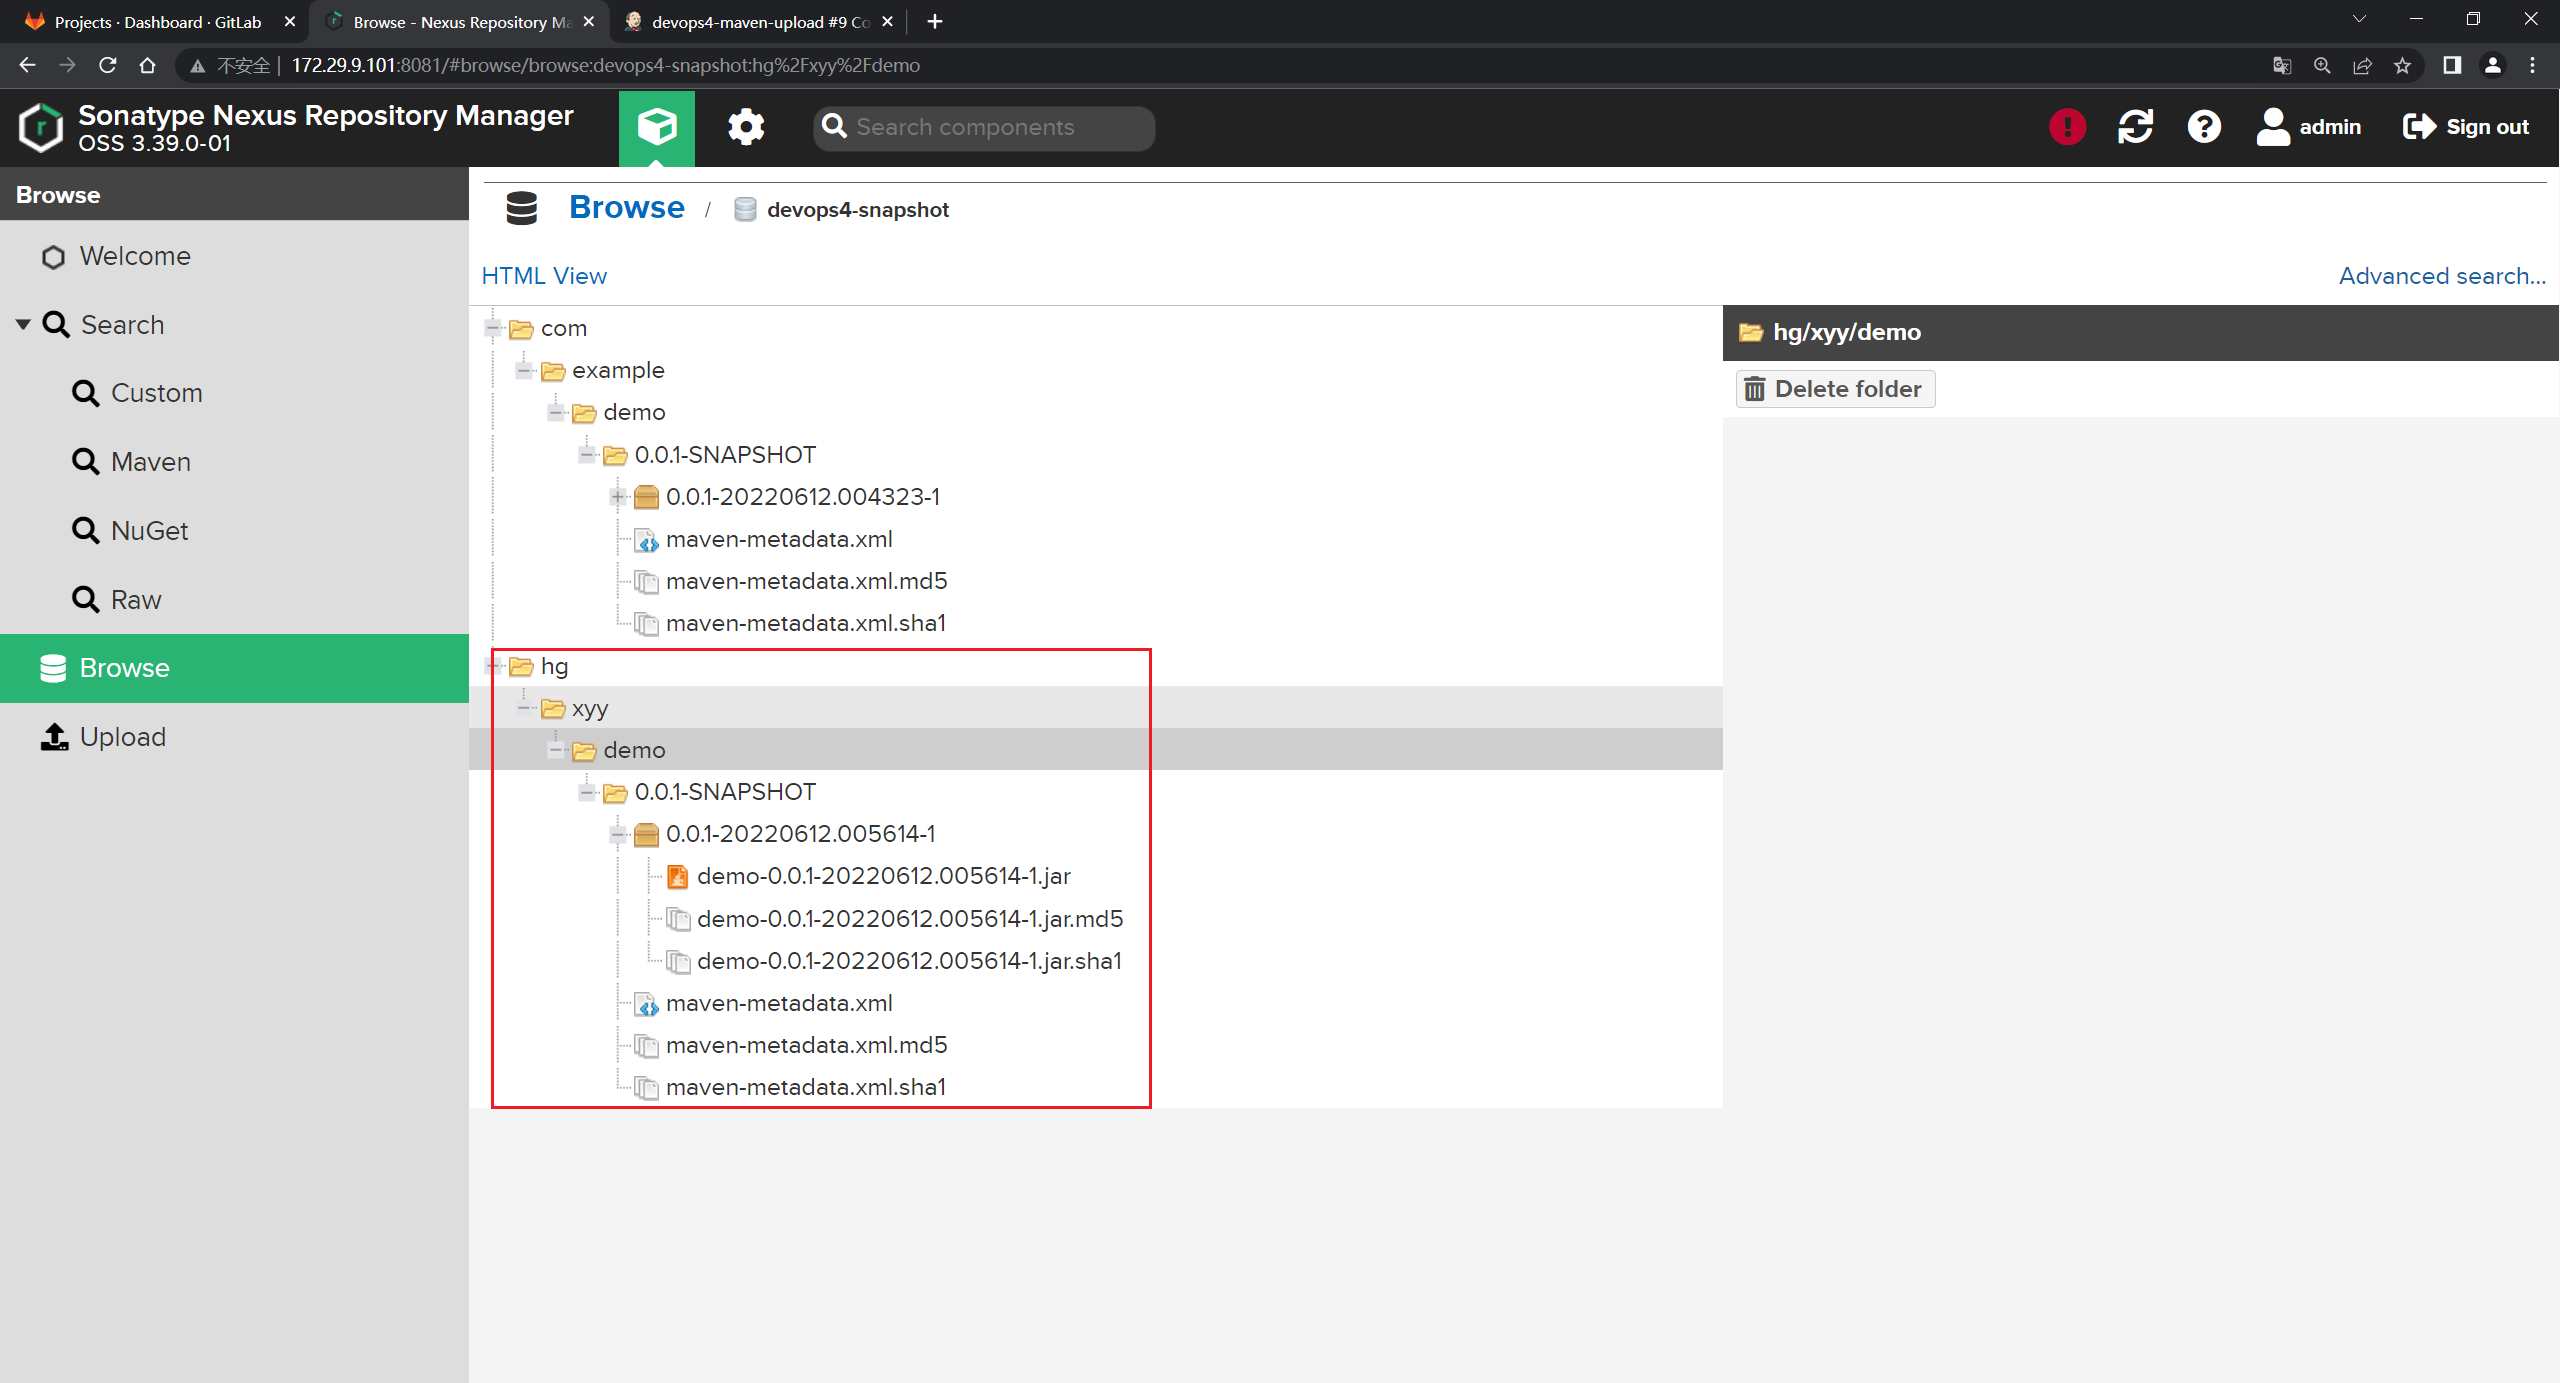 Projects · Dashboard · GitLab
Browse - Nexus Repository Ma
devops4-maven-upload #9 Co
不安全 172.29.9.101:8081/#browse/browse:devops4-snapshot:hg%2Fxyy%2Fdemo
Sonatype Nexus Repository Manager
OSS 3.39.0-01
Search components
admin
Sign out
Browse
Welcome
Search
Custom
Maven
NuGet
Raw
Browse
Upload
Browse / devops4-snapshot
HTML View
Advanced search...
com
example
demo
0.0.1-SNAPSHOT
0.0.1-20220612.004323-1
maven-metadata.xml
maven-metadata.xml.md5
maven-metadata.xml.sha1
hg
xyy
demo
0.0.1-SNAPSHOT
0.0.1-20220612.005614-1
demo-0.0.1-20220612.005614-1.jar
demo-0.0.1-20220612.005614-1.jar.md5
demo-0.0.1-20220612.005614-1.jar.sha1
maven-metadata.xml
maven-metadata.xml.md5
maven-metadata.xml.sha1
hg/xyy/demo
Delete folder